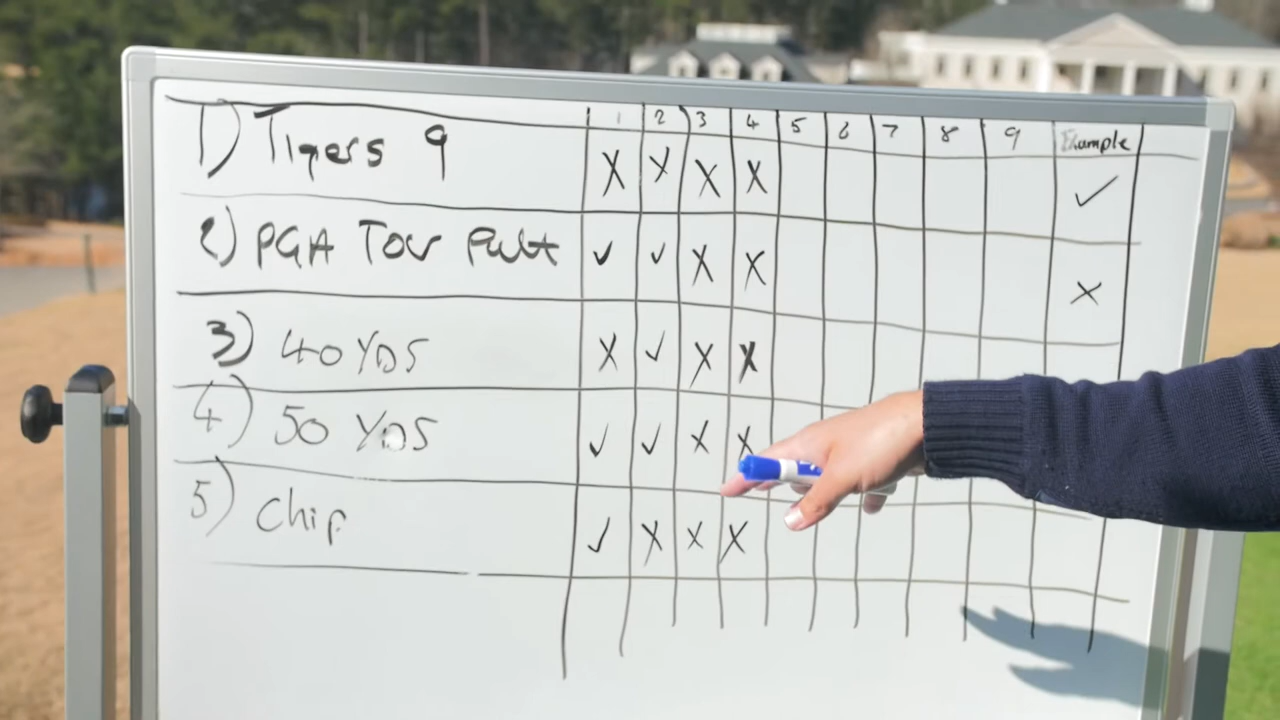 1 2 3 4 5 6 7 8 9 Example
1) Tigers 9 X X X X ✓
2) PGA Tour Putt ✓ ✓ X X X
3) 40 YDS X ✓ X X
4) 50 YDS ✓ ✓ X X
5) Chip ✓ X X X